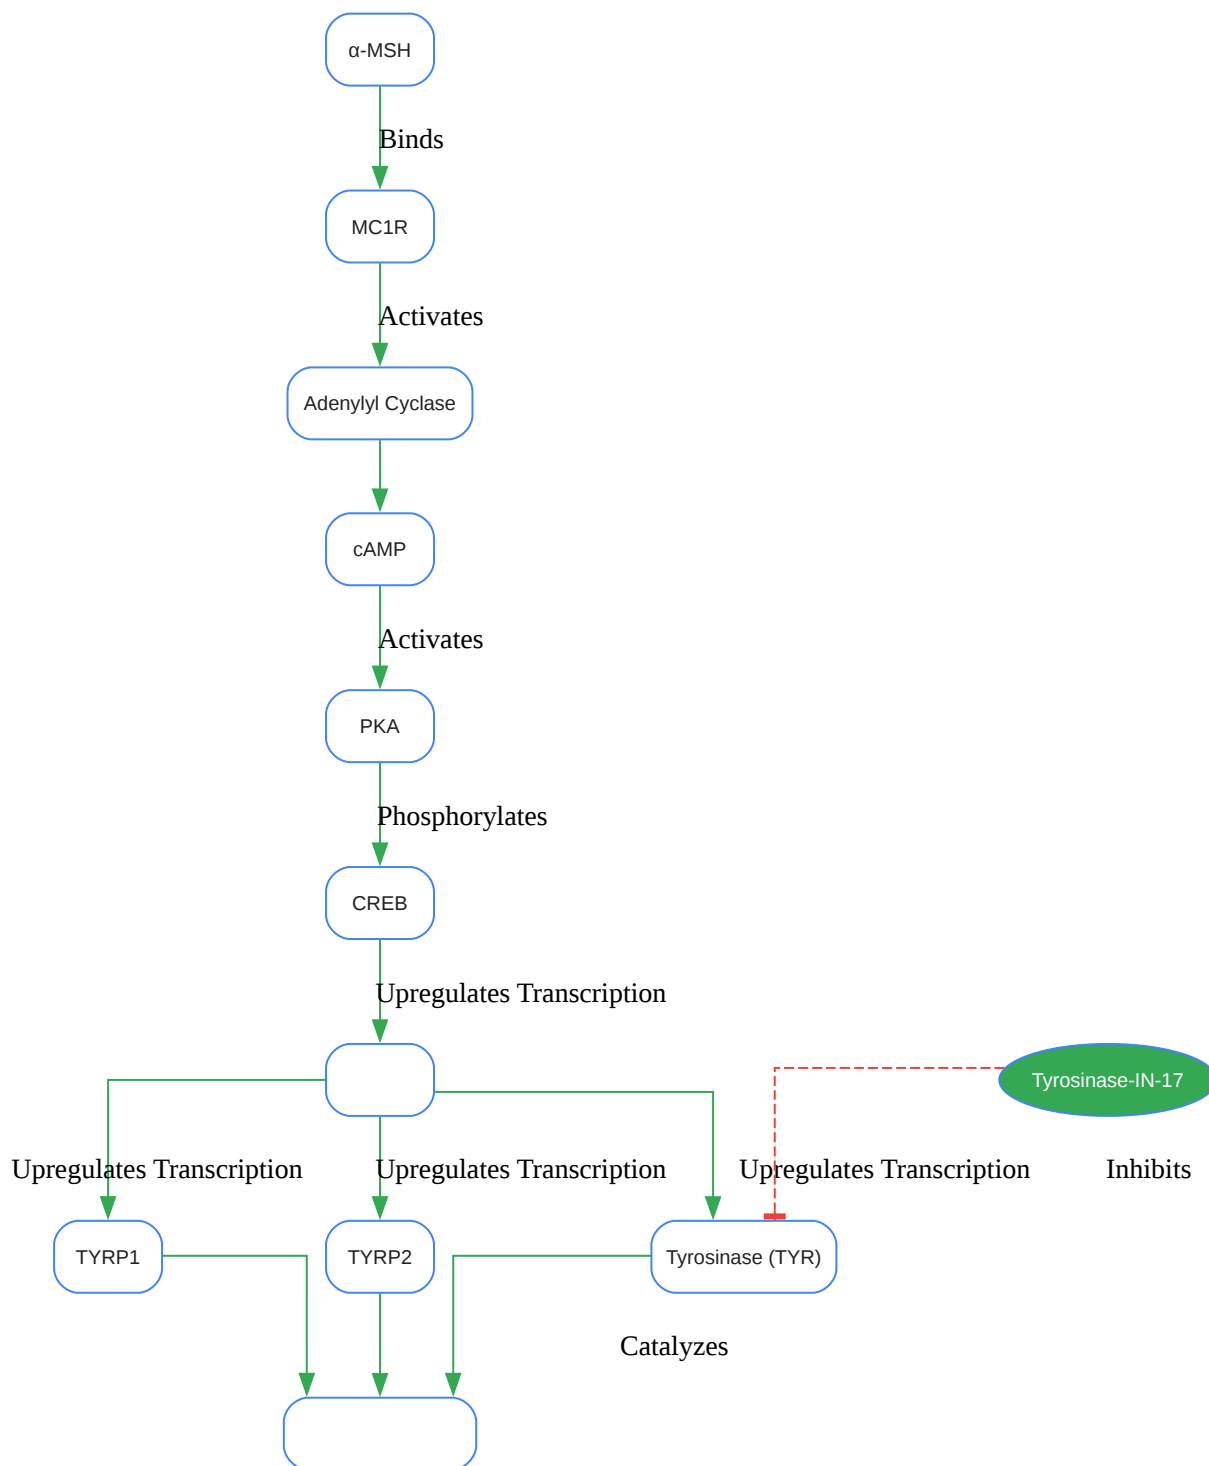 α-MSH
Binds
MC1R
Activates
Adenylyl Cyclase
cAMP
Activates
PKA
Phosphorylates
CREB
Upregulates Transcription
Tyrosinase-IN-17
Upregulates Transcription
Upregulates Transcription
Upregulates Transcription
Inhibits
TYRP1
TYRP2
Tyrosinase (TYR)
Catalyzes